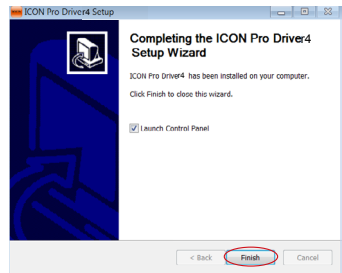 ICON Pro Driver4 Setup
Completing the ICON Pro Driver4
Setup Wizard
ICON Pro Driver4 has been installed on your computer.
Click Finish to close this wizard.
Launch Control Panel
< Back Finish Cancel